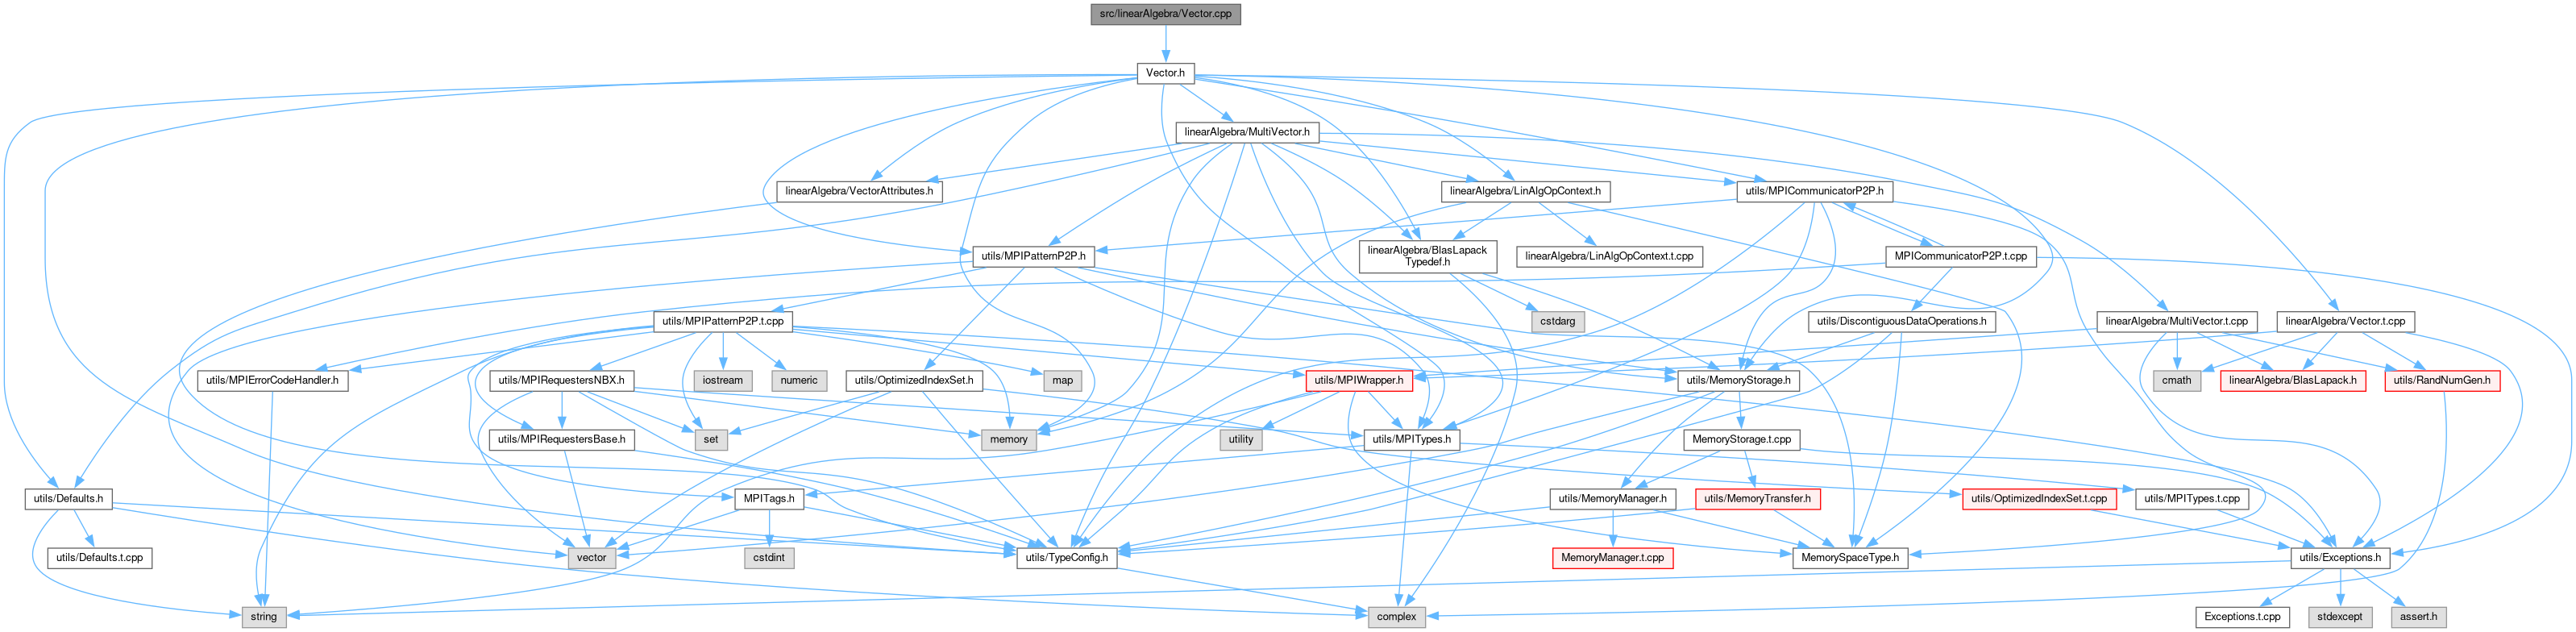 src/linearAlgebra/Vector.cpp
Vector.h
linearAlgebra/MultiVector.h
linearAlgebra/VectorAttributes.h
linearAlgebra/LinAlgOpContext.h
utils/MPICommunicatorP2P.h
utils/MPIPatternP2P.h
linearAlgebra/BlasLapack
Typedef.h
linearAlgebra/LinAlgOpContext.t.cpp
MPICommunicatorP2P.t.cpp
utils/MPIPatternP2P.t.cpp
cstdarg
utils/DiscontiguousDataOperations.h
linearAlgebra/MultiVector.t.cpp
linearAlgebra/Vector.t.cpp
utils/MPIErrorCodeHandler.h
utils/MPIRequestersNBX.h
iostream
numeric
utils/OptimizedIndexSet.h
map
utils/MPIWrapper.h
utils/MemoryStorage.h
cmath
linearAlgebra/BlasLapack.h
utils/RandNumGen.h
utils/MPIRequestersBase.h
set
memory
utility
utils/MPITypes.h
MemoryStorage.t.cpp
utils/Defaults.h
MPITags.h
utils/MemoryManager.h
utils/MemoryTransfer.h
utils/OptimizedIndexSet.t.cpp
utils/MPITypes.t.cpp
utils/Defaults.t.cpp
vector
cstdint
utils/TypeConfig.h
MemoryManager.t.cpp
MemorySpaceType.h
utils/Exceptions.h
string
complex
Exceptions.t.cpp
stdexcept
assert.h